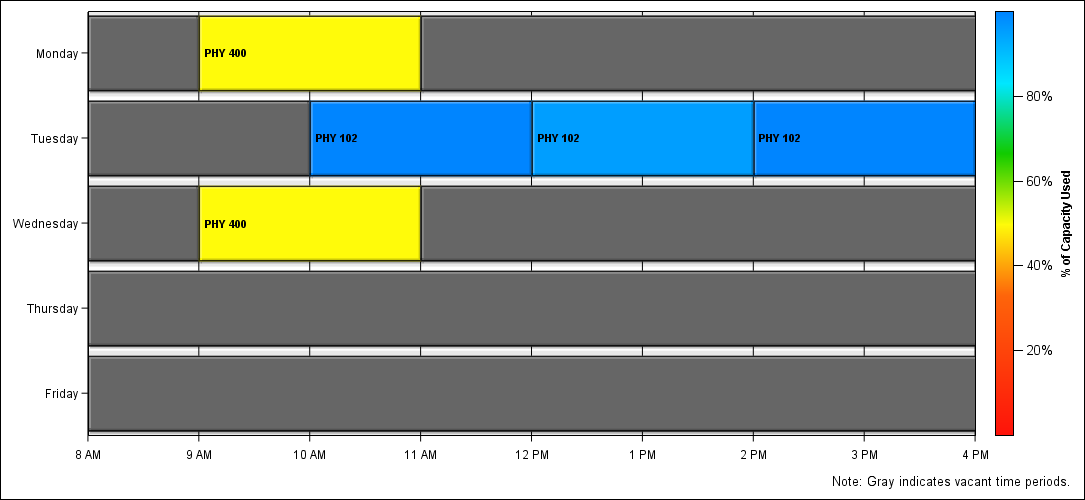 Monday
PHY 400
Tuesday
PHY 102
PHY 102
PHY 102
Wednesday
PHY 400
Thursday
Friday
8 AM
9 AM
10 AM
11 AM
12 PM
1 PM
2 PM
3 PM
4 PM
80%
60%
40%
20%
% of Capacity Used
Note: Gray indicates vacant time periods.